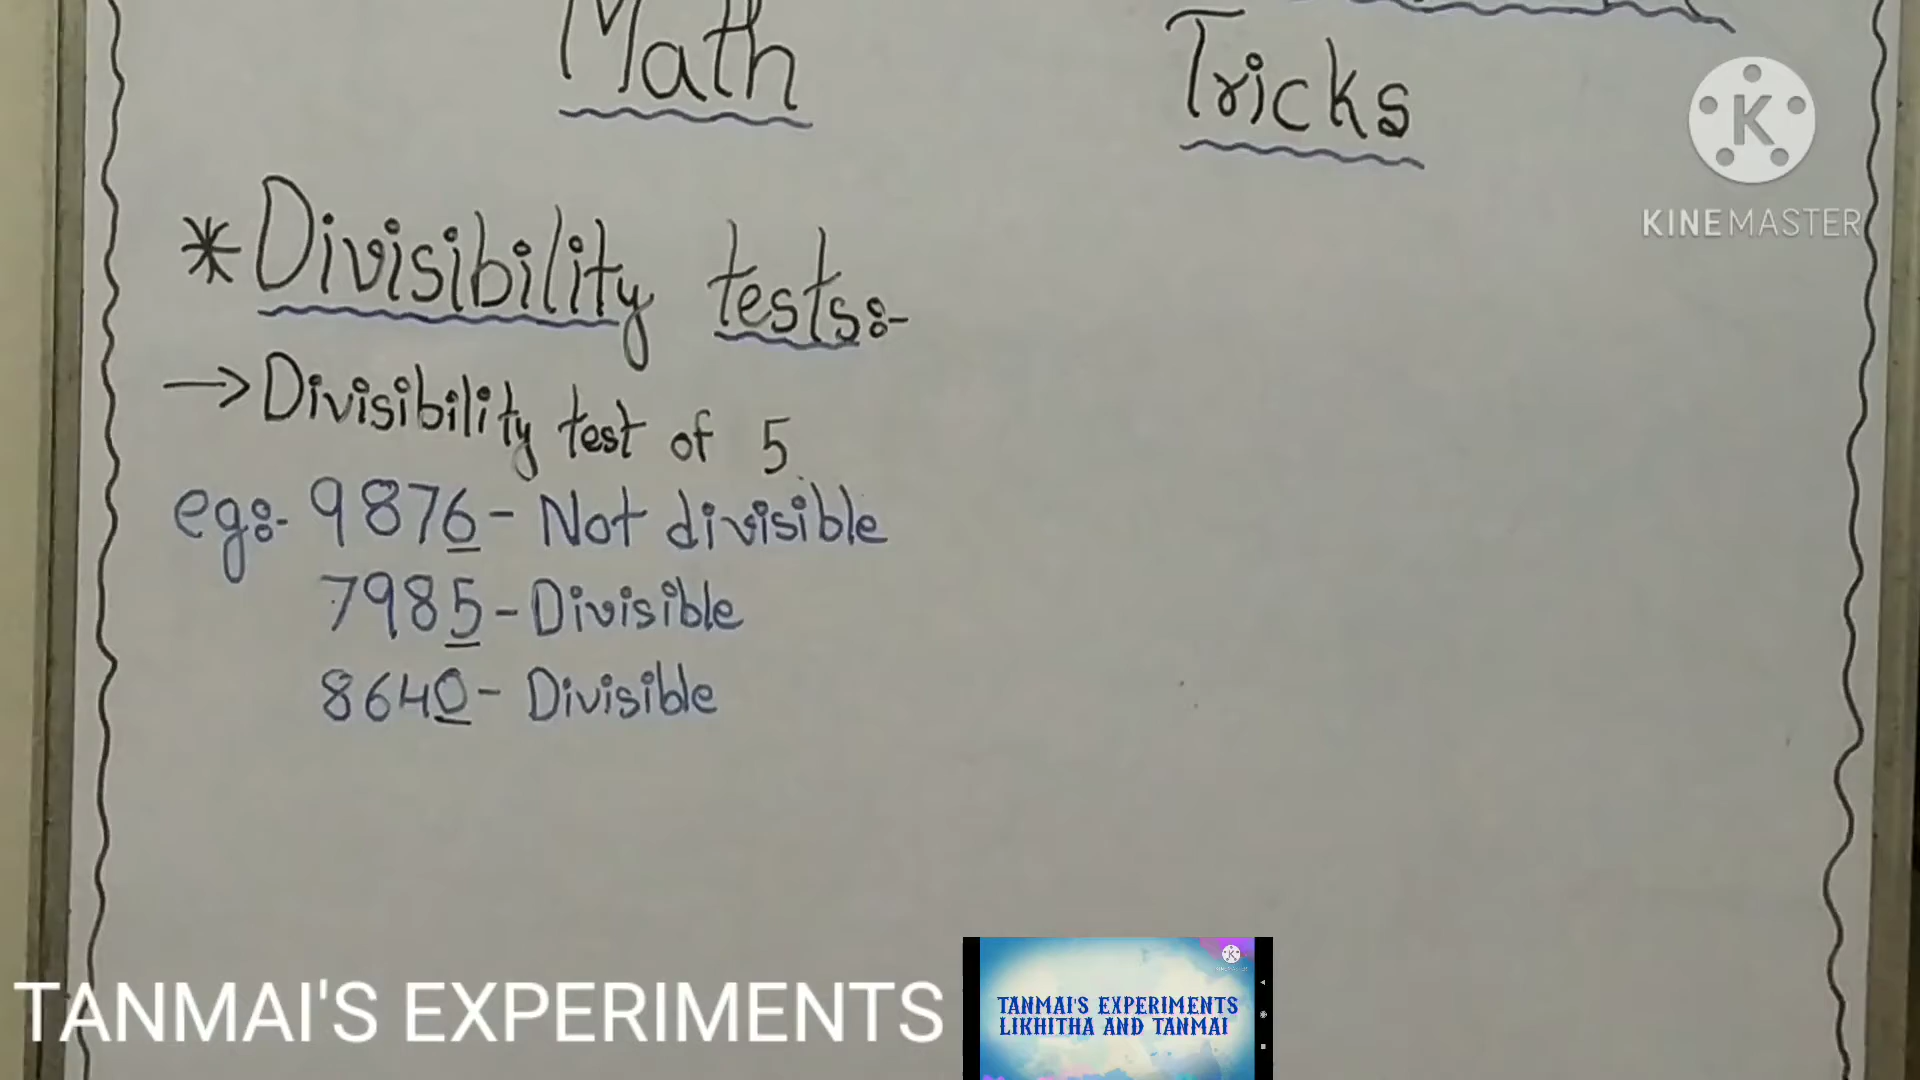 Math Tricks
KINEMASTER
*Divisibility tests:-
→Divisibility test of 5
eg:- 9876- Not divisible
7985- Divisible
8640- Divisible
TANMAI'S EXPERIMENTS
TANMAI'S EXPERIMENTS
LIKHITHA AND TANMAI